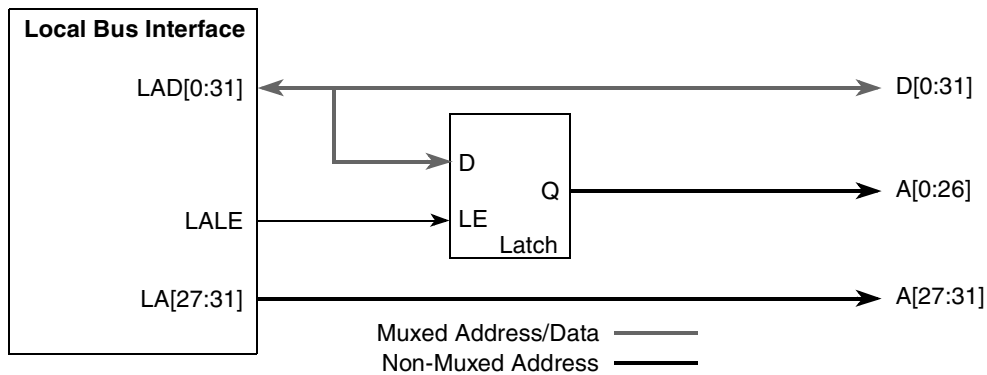 Local Bus Interface
LAD[0:31]
D[0:31]
D
Q
A[0:26]
LALE
LE
Latch
LA[27:31]
A[27:31]
Muxed Address/Data
Non-Muxed Address